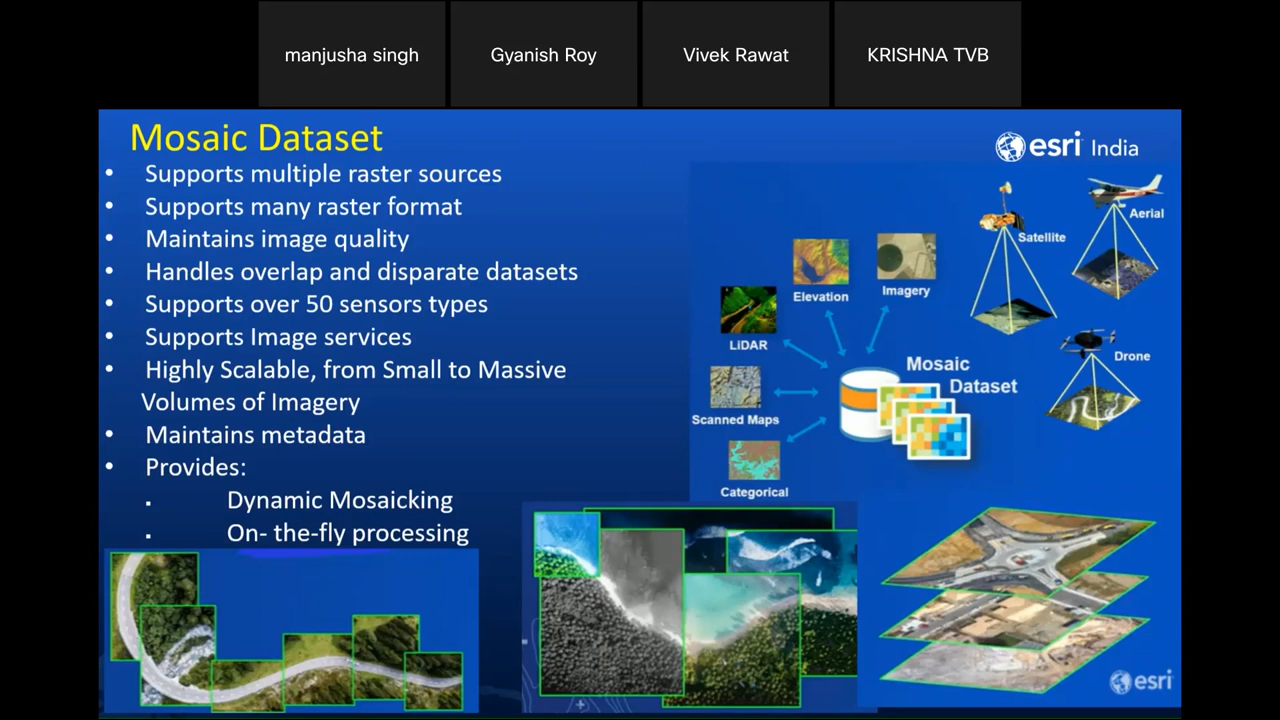 manjusha singh
Gyanish Roy
Vivek Rawat
KRISHNA TVB
Mosaic Dataset
esri India
• Supports multiple raster sources
• Supports many raster format
• Maintains image quality
• Handles overlap and disparate datasets
• Supports over 50 sensors types
• Supports Image services
• Highly Scalable, from Small to Massive
Volumes of Imagery
• Maintains metadata
• Provides:
▪ Dynamic Mosaicking
▪ On- the-fly processing
Satellite
Aerial
Elevation
Imagery
LiDAR
Drone
Mosaic
Dataset
Scanned Maps
Categorical
esri